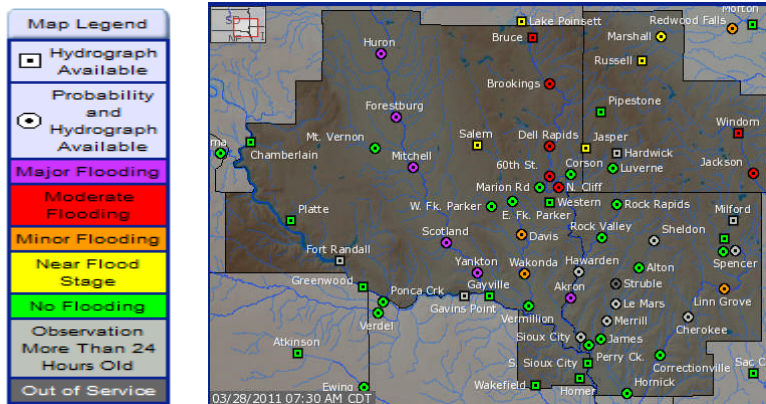 Map Legend
Hydrograph
Available
Probability
and
Hydrograph
Available
Major Flooding
Moderate
Flooding
Minor Flooding
Near Flood
Stage
No Flooding
Observation
More Than 24
Hours Old
Out of Service
SD
NE
I
Morton
Lake Poinsett
Redwood Falls
Bruce
Marshall
Huron
Russell
Brookings
Pipestone
Forestburg
Windom
Mt. Vernon
Salem
Dell Rapids
Jasper
Hardwick
ma
Chamberlain
Mitchell
60th St.
Corson
Luverne
Jackson
Marion Rd
N. Cliff
W. Fk. Parker
Western
Rock Rapids
E. Fk. Parker
Platte
Milford
Rock Valley
Scotland
Davis
Sheldon
Fort Randall
Spencer
Yankton
Wakonda
Hawarden
Alton
Greenwood
Gayville
Struble
Ponca Crk
Akron
Linn Grove
Gavins Point
Le Mars
Verdel
Vermillion
Merrill
Cherokee
Sioux City
James
Atkinson
Perry Ck.
S. Sioux City
Correctionville
Sac C
Ewing
Wakefield
Homer
Hornick
03/28/2011 07:30 AM CDT